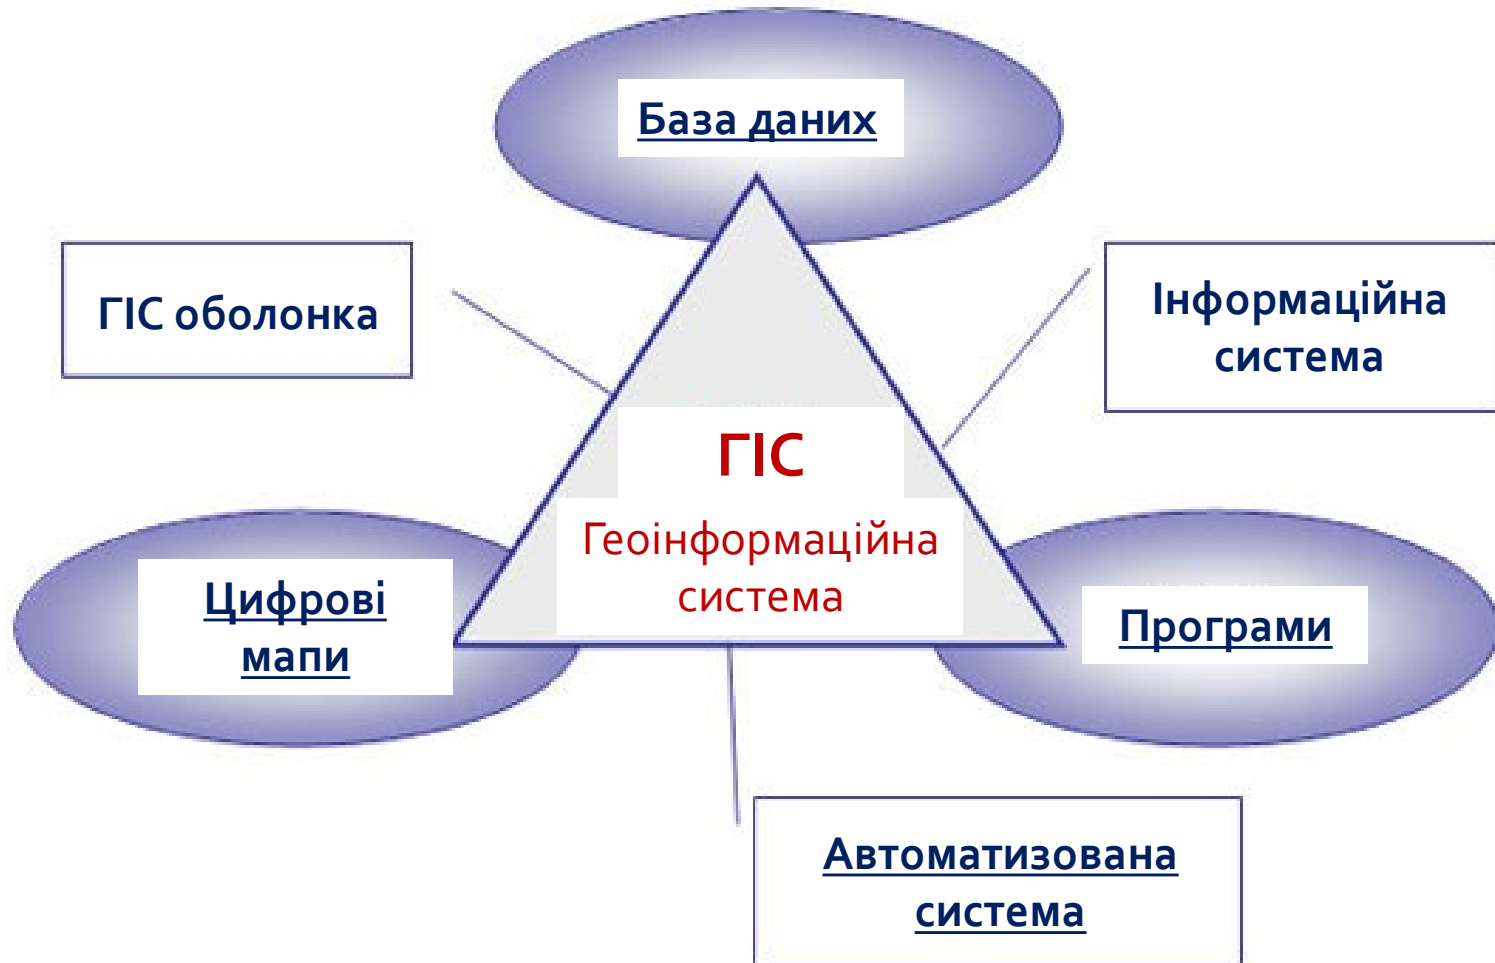 База даних
ГІС оболонка
Інформаційна
система
ГІС
Геоінформаційна
система
Цифрові
мапи
Програми
Автоматизована
система